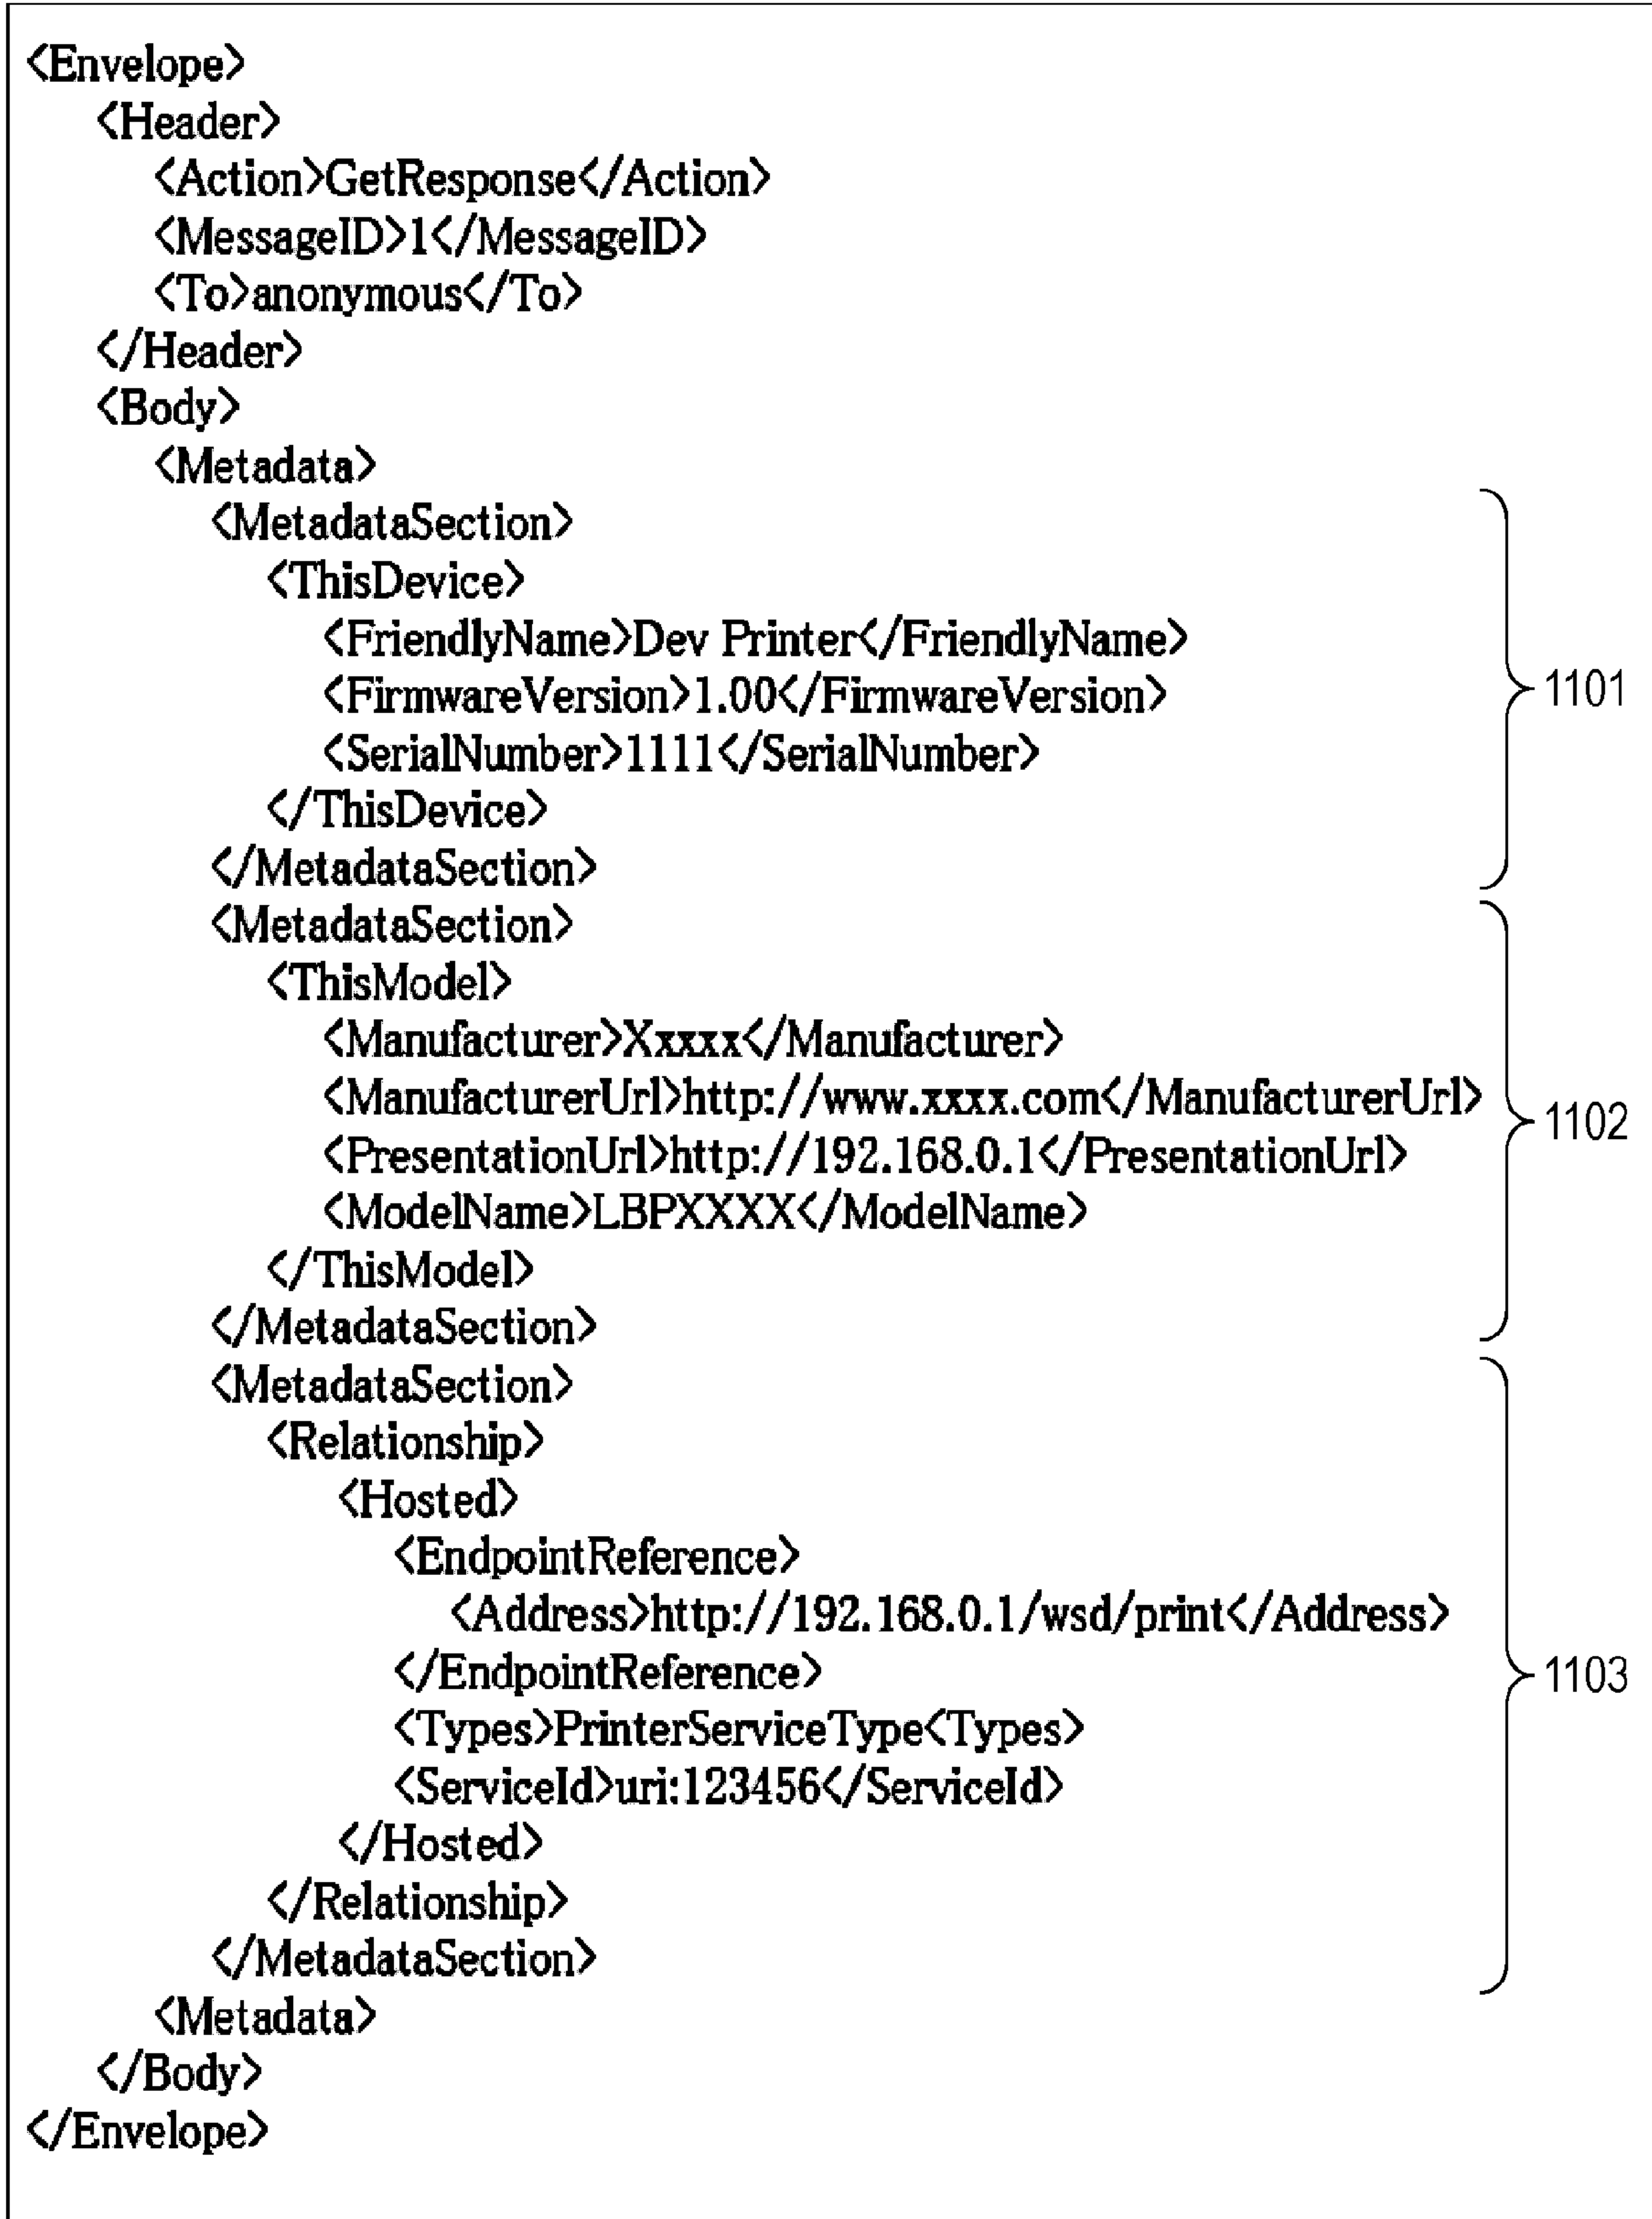 <Envelope>
<Header>
<Action>GetResponse</Action>
<MessageID>1</MessageID>
<To>anonymous</To>
</Header>
<Body>
<Metadata>
<MetadataSection>
<ThisDevice>
<FriendlyName>Dev Printer</FriendlyName>
<FirmwareVersion>1.00</FirmwareVersion>
1101
<SerialNumber>1111</SerialNumber>
</ThisDevice>
</MetadataSection>
<MetadataSection>
<ThisModel>
<Manufacturer>Xxxxx</Manufacturer>
<ManufacturerUrl>http://www.xxxx.com</ManufacturerUrl>
1102
<PresentationUrl>http://192.168.0.1</PresentationUrl>
<ModelName>LBPXXXX</ModelName>
</ThisModel>
</MetadataSection>
<MetadataSection>
<Relationship>
<Hosted>
<EndpointReference>
<Address>http://192.168.0.1/wsd/print</Address>
</EndpointReference>
1103
<Types>PrinterServiceType<Types>
<ServiceId>uri:123456</ServiceId>
</Hosted>
</Relationship>
</MetadataSection>
<Metadata>
</Body>
</Envelope>